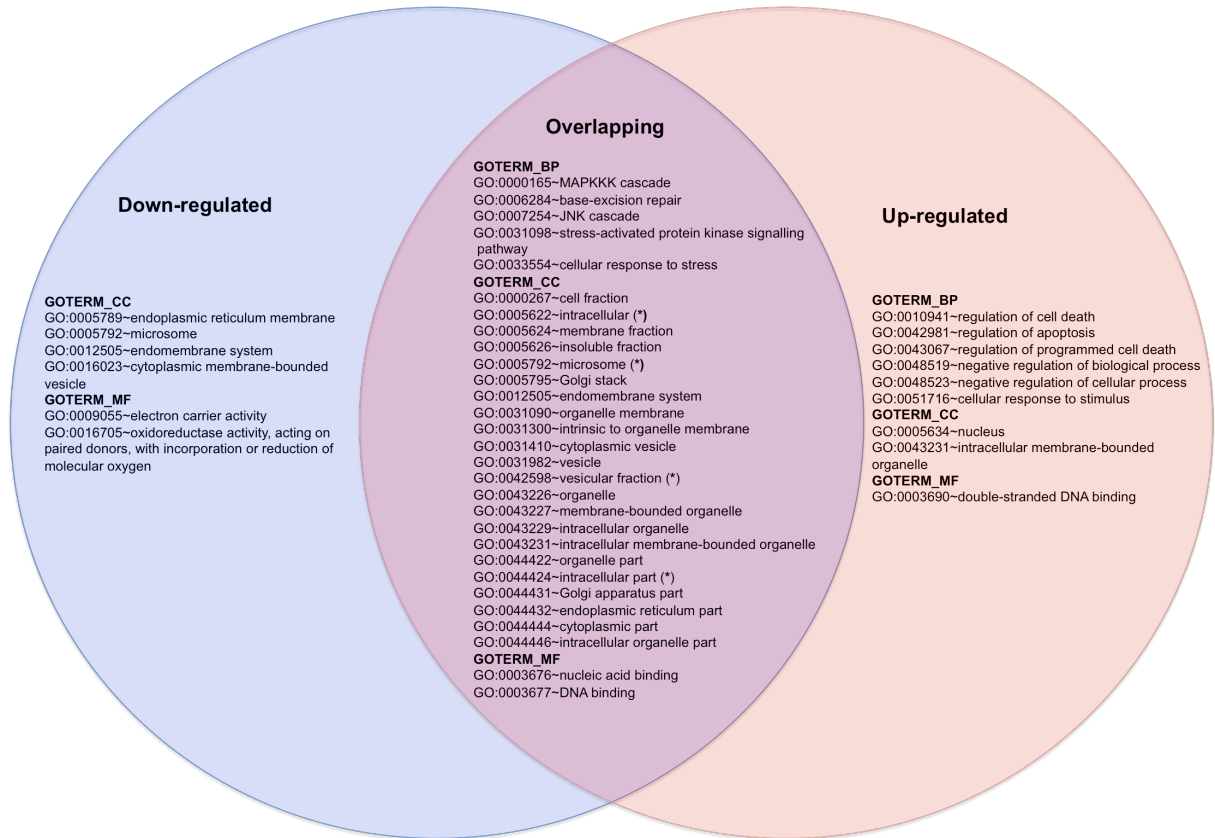 Down-regulated
GOTERM_CC
GO:0005789~endoplasmic reticulum membrane
GO:0005792~microsome
GO:0012505~endomembrane system
GO:0016023~cytoplasmic membrane-bounded
vesicle
GOTERM_MF
GO:0009055~electron carrier activity
GO:0016705~oxidoreductase activity, acting on
paired donors, with incorporation or reduction of
molecular oxygen
Overlapping
GOTERM_BP
GO:0000165~MAPKKK cascade
GO:0006284~base-excision repair
GO:0007254~JNK cascade
GO:0031098~stress-activated protein kinase signalling
pathway
GO:0033554~cellular response to stress
GOTERM_CC
GO:0000267~cell fraction
GO:0005622~intracellular (*)
GO:0005624~membrane fraction
GO:0005626~insoluble fraction
GO:0005792~microsome (*)
GO:0005795~Golgi stack
GO:0012505~endomembrane system
GO:0031090~organelle membrane
GO:0031300~intrinsic to organelle membrane
GO:0031410~cytoplasmic vesicle
GO:0031982~vesicle
GO:0042598~vesicular fraction (*)
GO:0043226~organelle
GO:0043227~membrane-bounded organelle
GO:0043229~intracellular organelle
GO:0043231~intracellular membrane-bounded organelle
GO:0044422~organelle part
GO:0044424~intracellular part (*)
GO:0044431~Golgi apparatus part
GO:0044432~endoplasmic reticulum part
GO:0044444~cytoplasmic part
GO:0044446~intracellular organelle part
GOTERM_MF
GO:0003676~nucleic acid binding
GO:0003677~DNA binding
Up-regulated
GOTERM_BP
GO:0010941~regulation of cell death
GO:0042981~regulation of apoptosis
GO:0043067~regulation of programmed cell death
GO:0048519~negative regulation of biological process
GO:0048523~negative regulation of cellular process
GO:0051716~cellular response to stimulus
GOTERM_CC
GO:0005634~nucleus
GO:0043231~intracellular membrane-bounded
organelle
GOTERM_MF
GO:0003690~double-stranded DNA binding